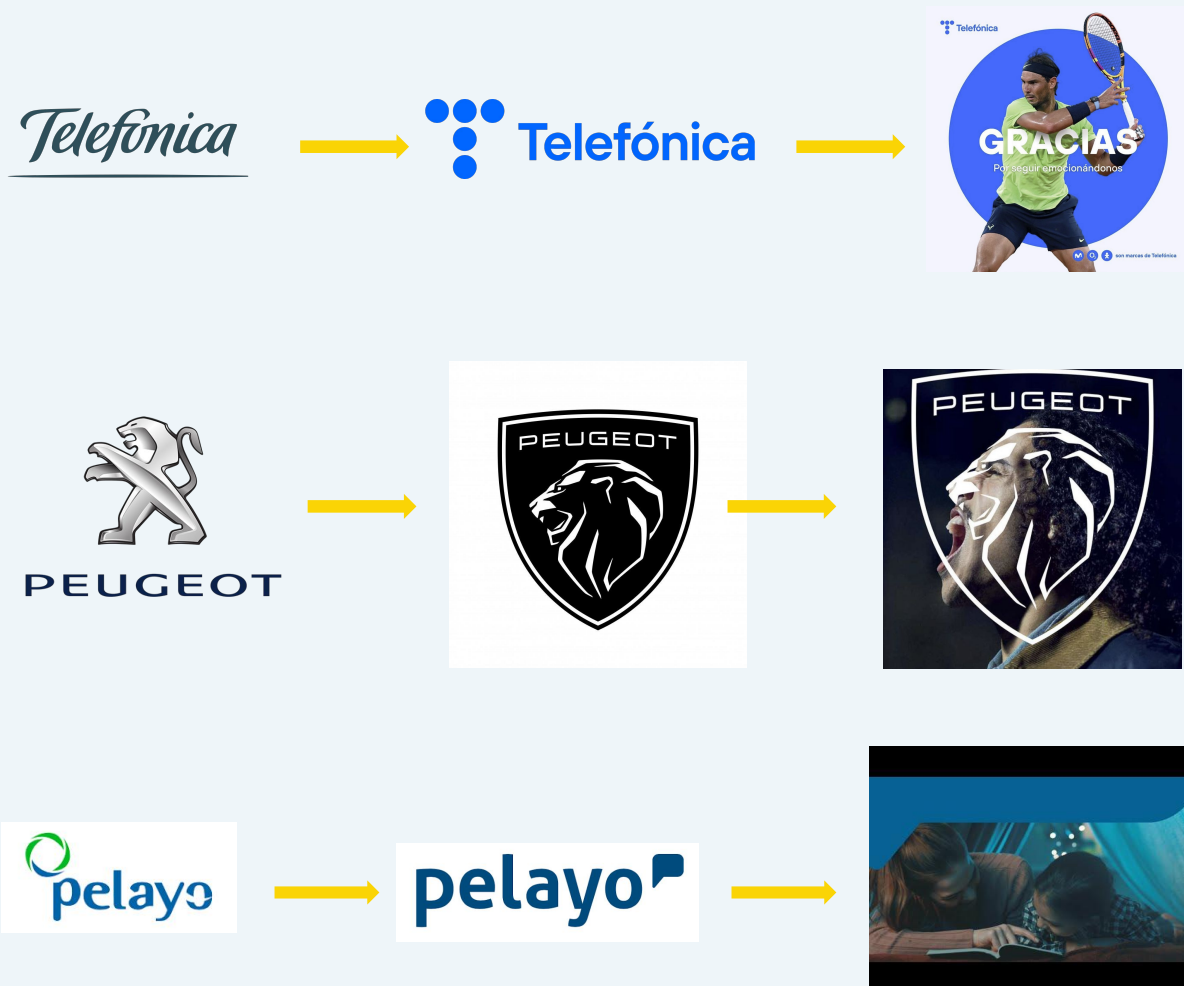 Telefónica
Telefónica
Telefónica
GRACIAS
Por seguir emocionándonos
son marcas de Telefónica
PEUGEOT
PEUGEOT
PEUGEOT
pelayo
pelayo